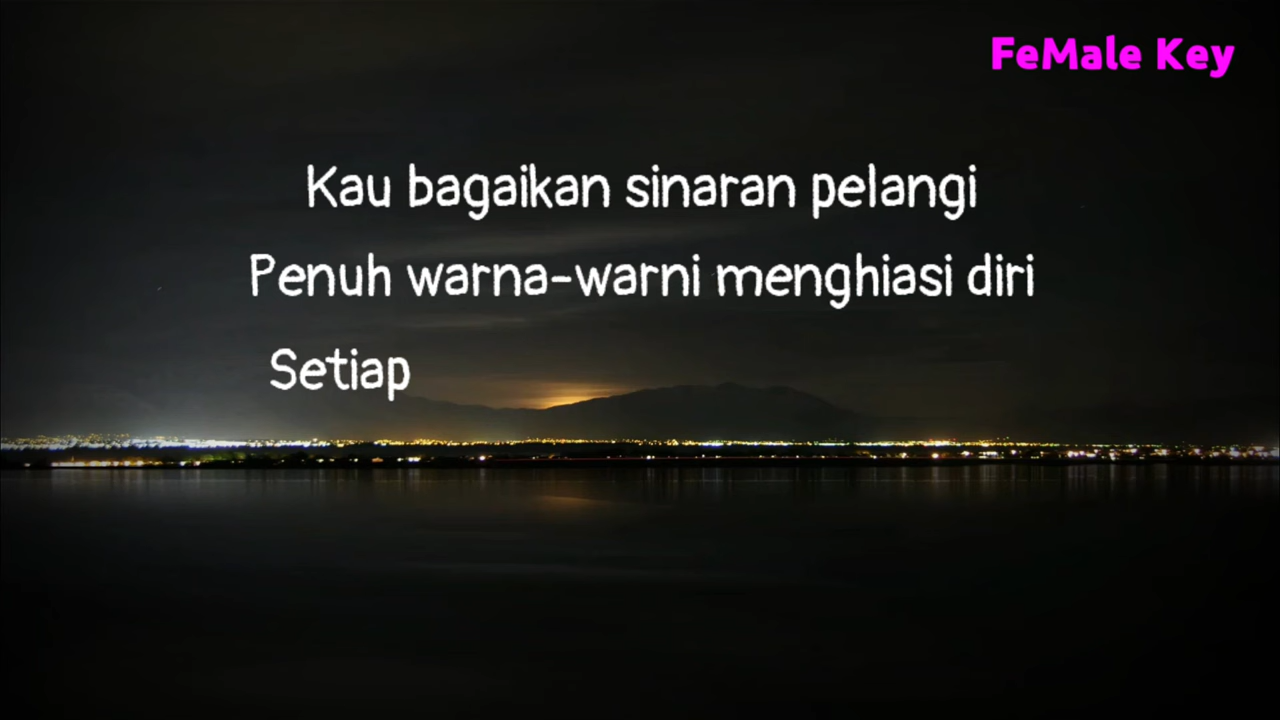 FeMale Key
Kau bagaikan sinaran pelangi
Penuh warna-warni menghiasi diri
Setiap